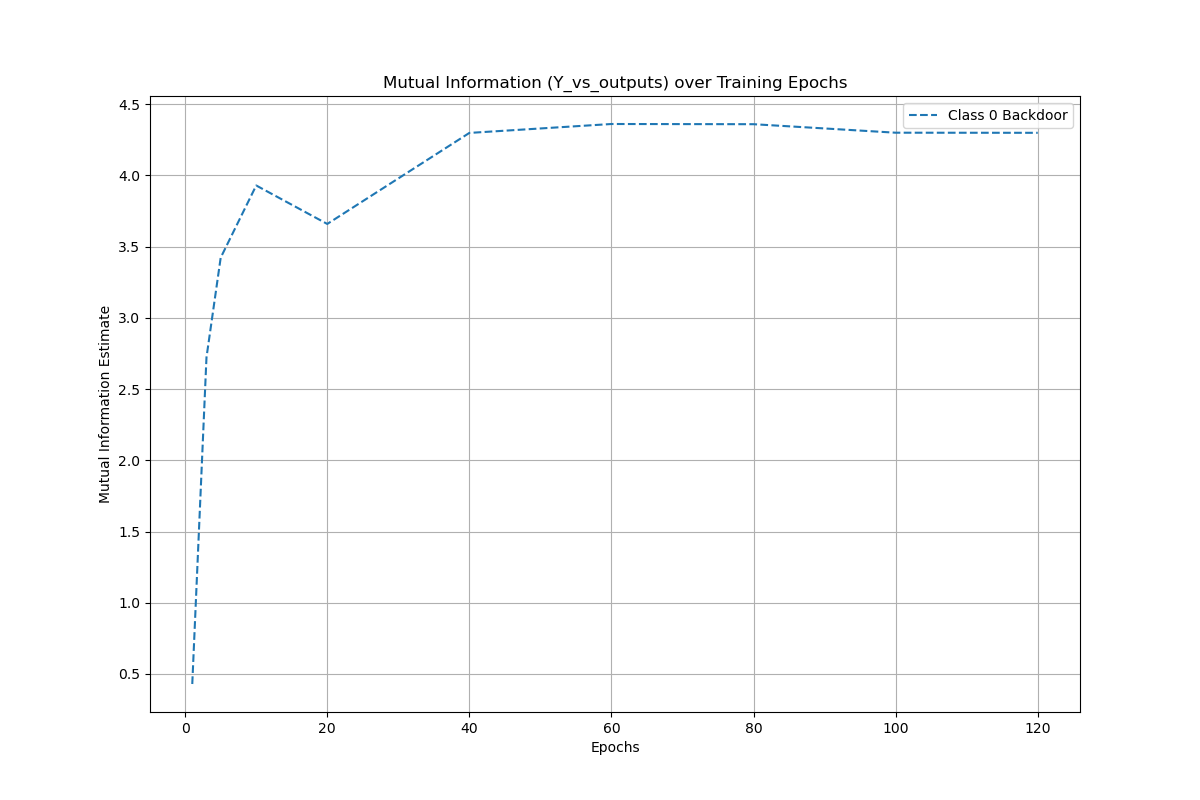 Mutual Information (Y_vs_outputs) over Training Epochs
Class 0 Backdoor
Mutual Information Estimate
4.5
4.0
3.5
3.0
2.5
2.0
1.5
1.0
0.5
0 20 40 60 80 100 120
Epochs